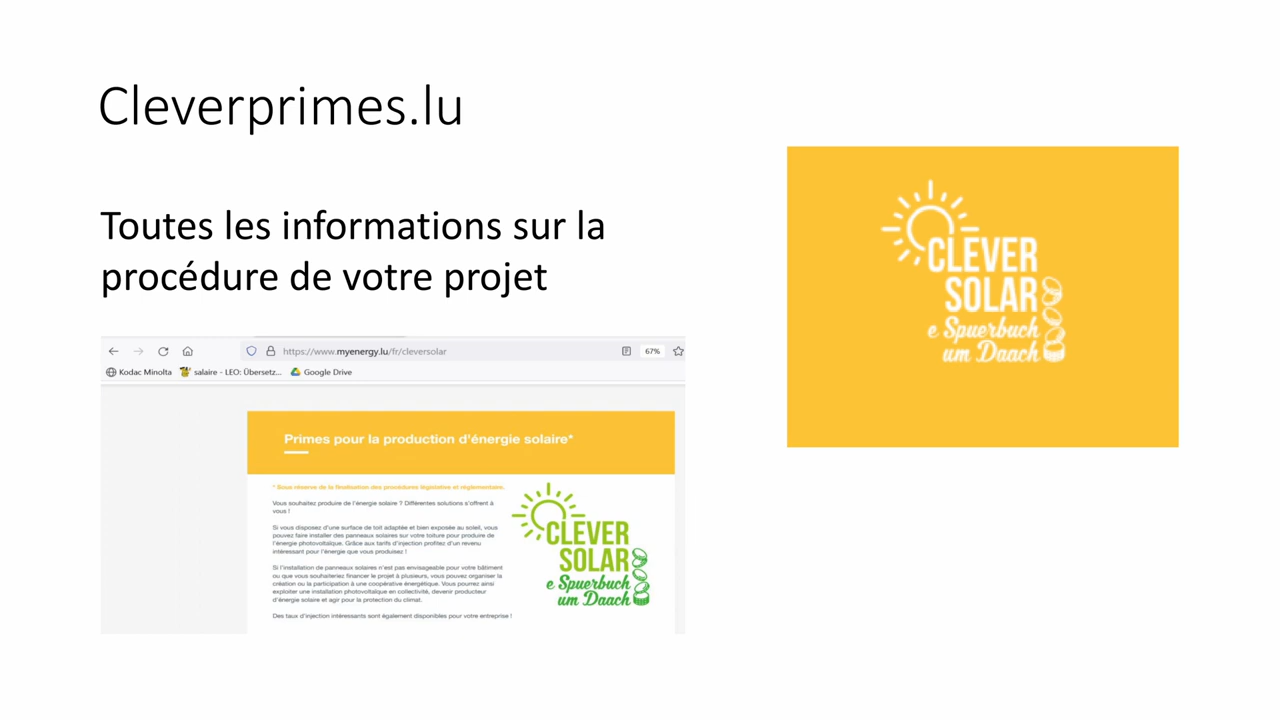 Cleverprimes.lu
Toutes les informations sur la
procédure de votre projet
CLEVER
SOLAR
e Spuerbuch
um Daach
https://www.myenergy.lu/fr/cleversolar
67%
Kodac Minolta
salaire - LEO: Übersetz...
Google Drive
Primes pour la production d'énergie solaire*
* Sous réserve de la finalisation des procédures législative et réglementaire.
Vous souhaitez produire de l'énergie solaire ? Différentes solutions s'offrent à
vous !
Si vous disposez d'une surface de toit adaptée et bien exposée au soleil, vous
pouvez faire installer des panneaux solaires sur votre toiture pour produire de
l'énergie photovoltaïque. Grâce aux tarifs d'injection profitez d'un revenu
intéressant pour l'énergie que vous produisez !
Si l'installation de panneaux solaires n'est pas envisageable pour votre bâtiment
ou que vous souhaiteriez financer le projet à plusieurs, vous pouvez organiser la
création ou la participation à une coopérative énergétique. Vous pourrez ainsi
exploiter une installation photovoltaïque en collectivité, devenir producteur
d'énergie solaire et agir pour la protection du climat.
Des taux d'injection intéressants sont également disponibles pour votre entreprise !
CLEVER
SOLAR
e Spuerbuch
um Daach